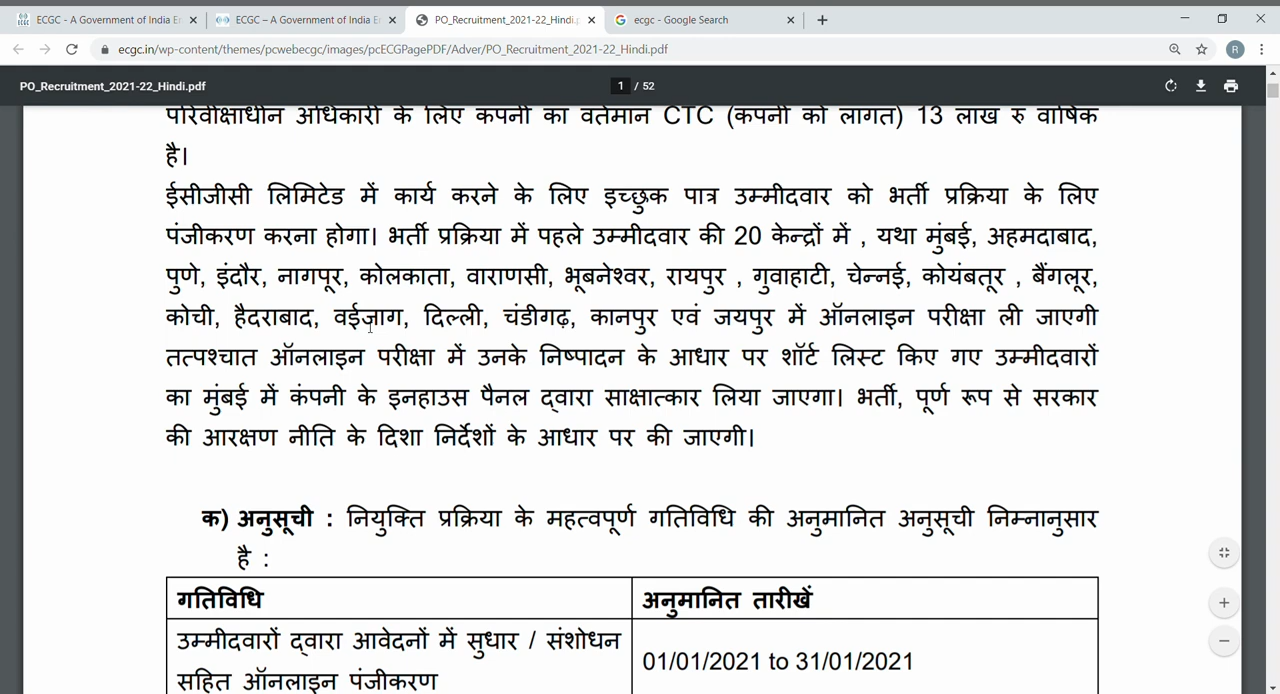 ECGC - A Government of India En
ECGC – A Government of India E
PO_Recruitment_2021-22_Hindi.p
ecgc - Google Search
ecgc.in/wp-content/themes/pcwebecgc/images/pcECGPagePDF/Adver/PO_Recruitment_2021-22_Hindi.pdf
R
PO_Recruitment_2021-22_Hindi.pdf
1 / 52
परिवीक्षाधीन अधिकारी के लिए कंपनी का वर्तमान CTC (कंपनी को लागत) 13 लाख रु वार्षिक
है।
ईसीजीसी लिमिटेड में कार्य करने के लिए इच्छुक पात्र उम्मीदवार को भर्ती प्रक्रिया के लिए
पंजीकरण करना होगा। भर्ती प्रक्रिया में पहले उम्मीदवार की 20 केन्द्रों में , यथा मुंबई, अहमदाबाद,
पुणे, इंदौर, नागपूर, कोलकाता, वाराणसी, भूबनेश्वर, रायपुर , गुवाहाटी, चेन्नई, कोयंबतूर , बैंगलूर,
कोची, हैदराबाद, वईज़ाग, दिल्ली, चंडीगढ़, कानपुर एवं जयपुर में ऑनलाइन परीक्षा ली जाएगी
तत्पश्चात ऑनलाइन परीक्षा में उनके निष्पादन के आधार पर शॉर्ट लिस्ट किए गए उम्मीदवारों
का मुंबई में कंपनी के इनहाउस पैनल द्वारा साक्षात्कार लिया जाएगा। भर्ती, पूर्ण रूप से सरकार
की आरक्षण नीति के दिशा निर्देशों के आधार पर की जाएगी।
क) अनुसूची : नियुक्ति प्रक्रिया के महत्वपूर्ण गतिविधि की अनुमानित अनुसूची निम्नानुसार
है :
गतिविधि
अनुमानित तारीखें
उम्मीदवारों द्वारा आवेदनों में सुधार / संशोधन
सहित ऑनलाइन पंजीकरण
01/01/2021 to 31/01/2021